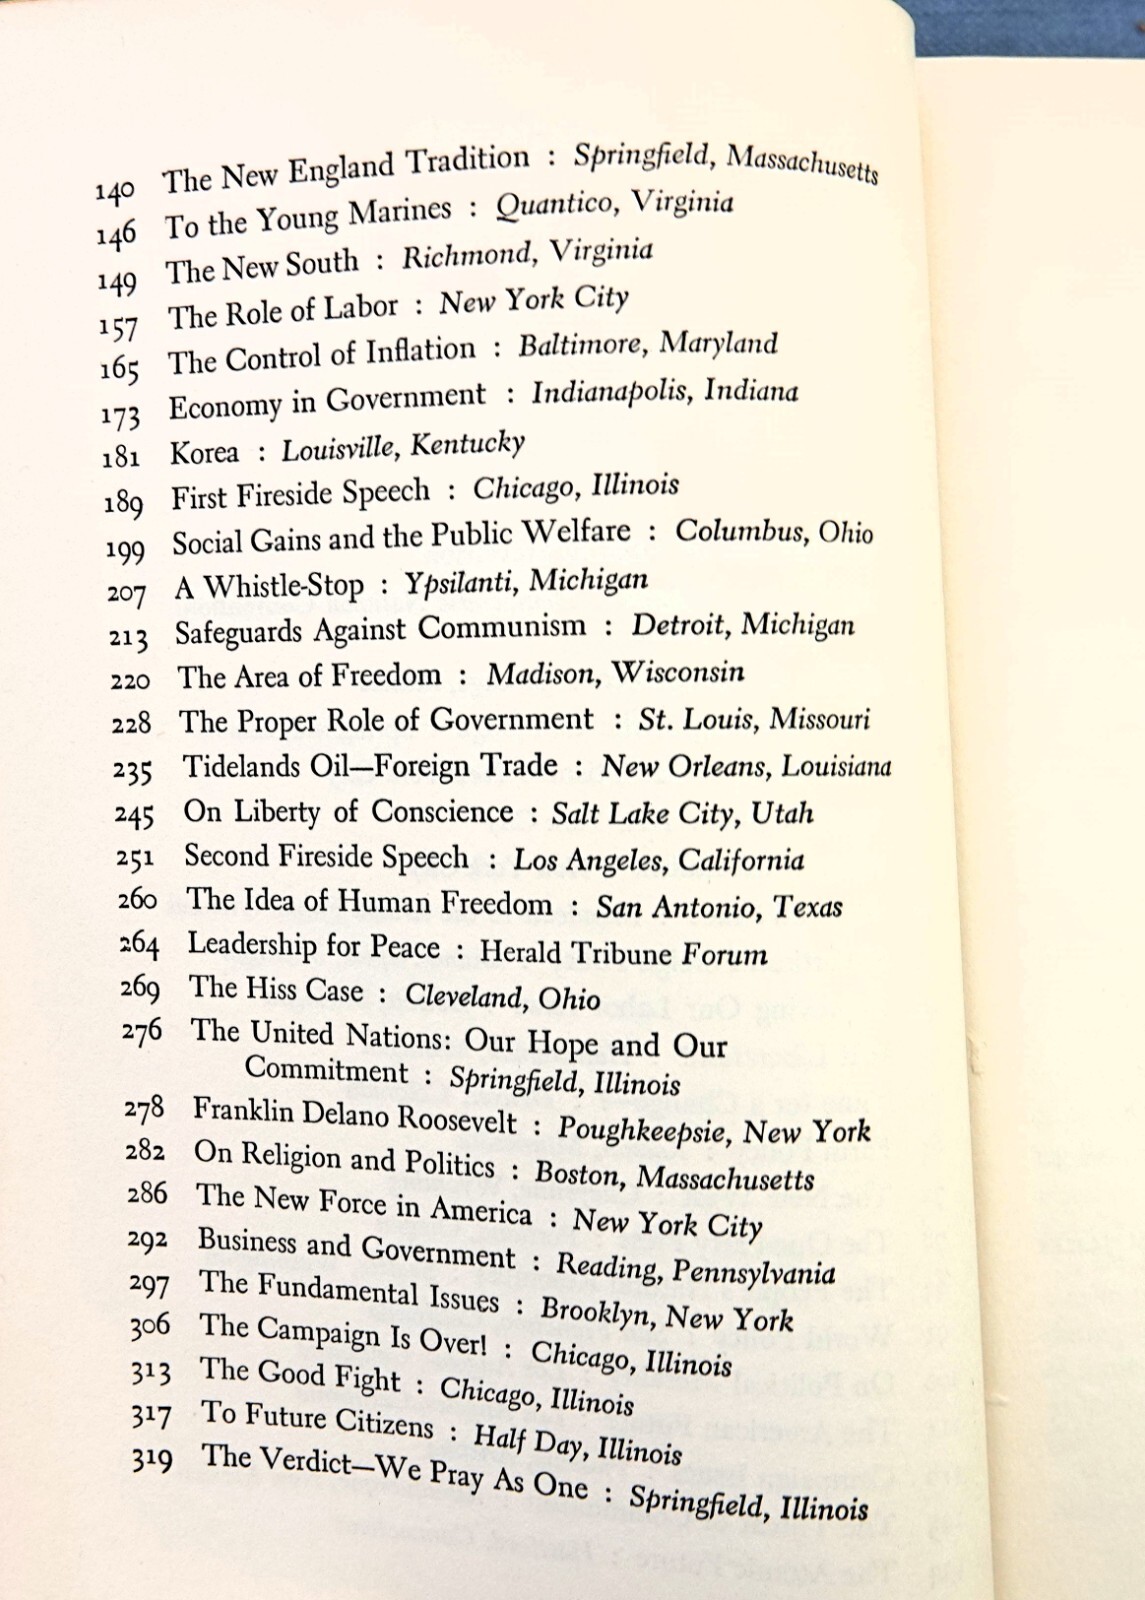 140 The New England Tradition : Springfield, Massachusetts
146 To the Young Marines : Quantico, Virginia
149 The New South : Richmond, Virginia
157 The Role of Labor : New York City
165 The Control of Inflation : Baltimore, Maryland
173 Economy in Government : Indianapolis, Indiana
181 Korea : Louisville, Kentucky
189 First Fireside Speech : Chicago, Illinois
199 Social Gains and the Public Welfare : Columbus, Ohio
207 A Whistle-Stop : Ypsilanti, Michigan
213 Safeguards Against Communism : Detroit, Michigan
220 The Area of Freedom : Madison, Wisconsin
228 The Proper Role of Government : St. Louis, Missouri
235 Tidelands Oil—Foreign Trade : New Orleans, Louisiana
245 On Liberty of Conscience : Salt Lake City, Utah
251 Second Fireside Speech : Los Angeles, California
260 The Idea of Human Freedom : San Antonio, Texas
264 Leadership for Peace : Herald Tribune Forum
269 The Hiss Case : Cleveland, Ohio
276 The United Nations: Our Hope and Our
Commitment : Springfield, Illinois
278 Franklin Delano Roosevelt : Poughkeepsie, New York
282 On Religion and Politics : Boston, Massachusetts
286 The New Force in America : New York City
292 Business and Government : Reading, Pennsylvania
297 The Fundamental Issues : Brooklyn, New York
306 The Campaign Is Over! : Chicago, Illinois
313 The Good Fight : Chicago, Illinois
317 To Future Citizens : Half Day, Illinois
319 The Verdict—We Pray As One : Springfield, Illinois